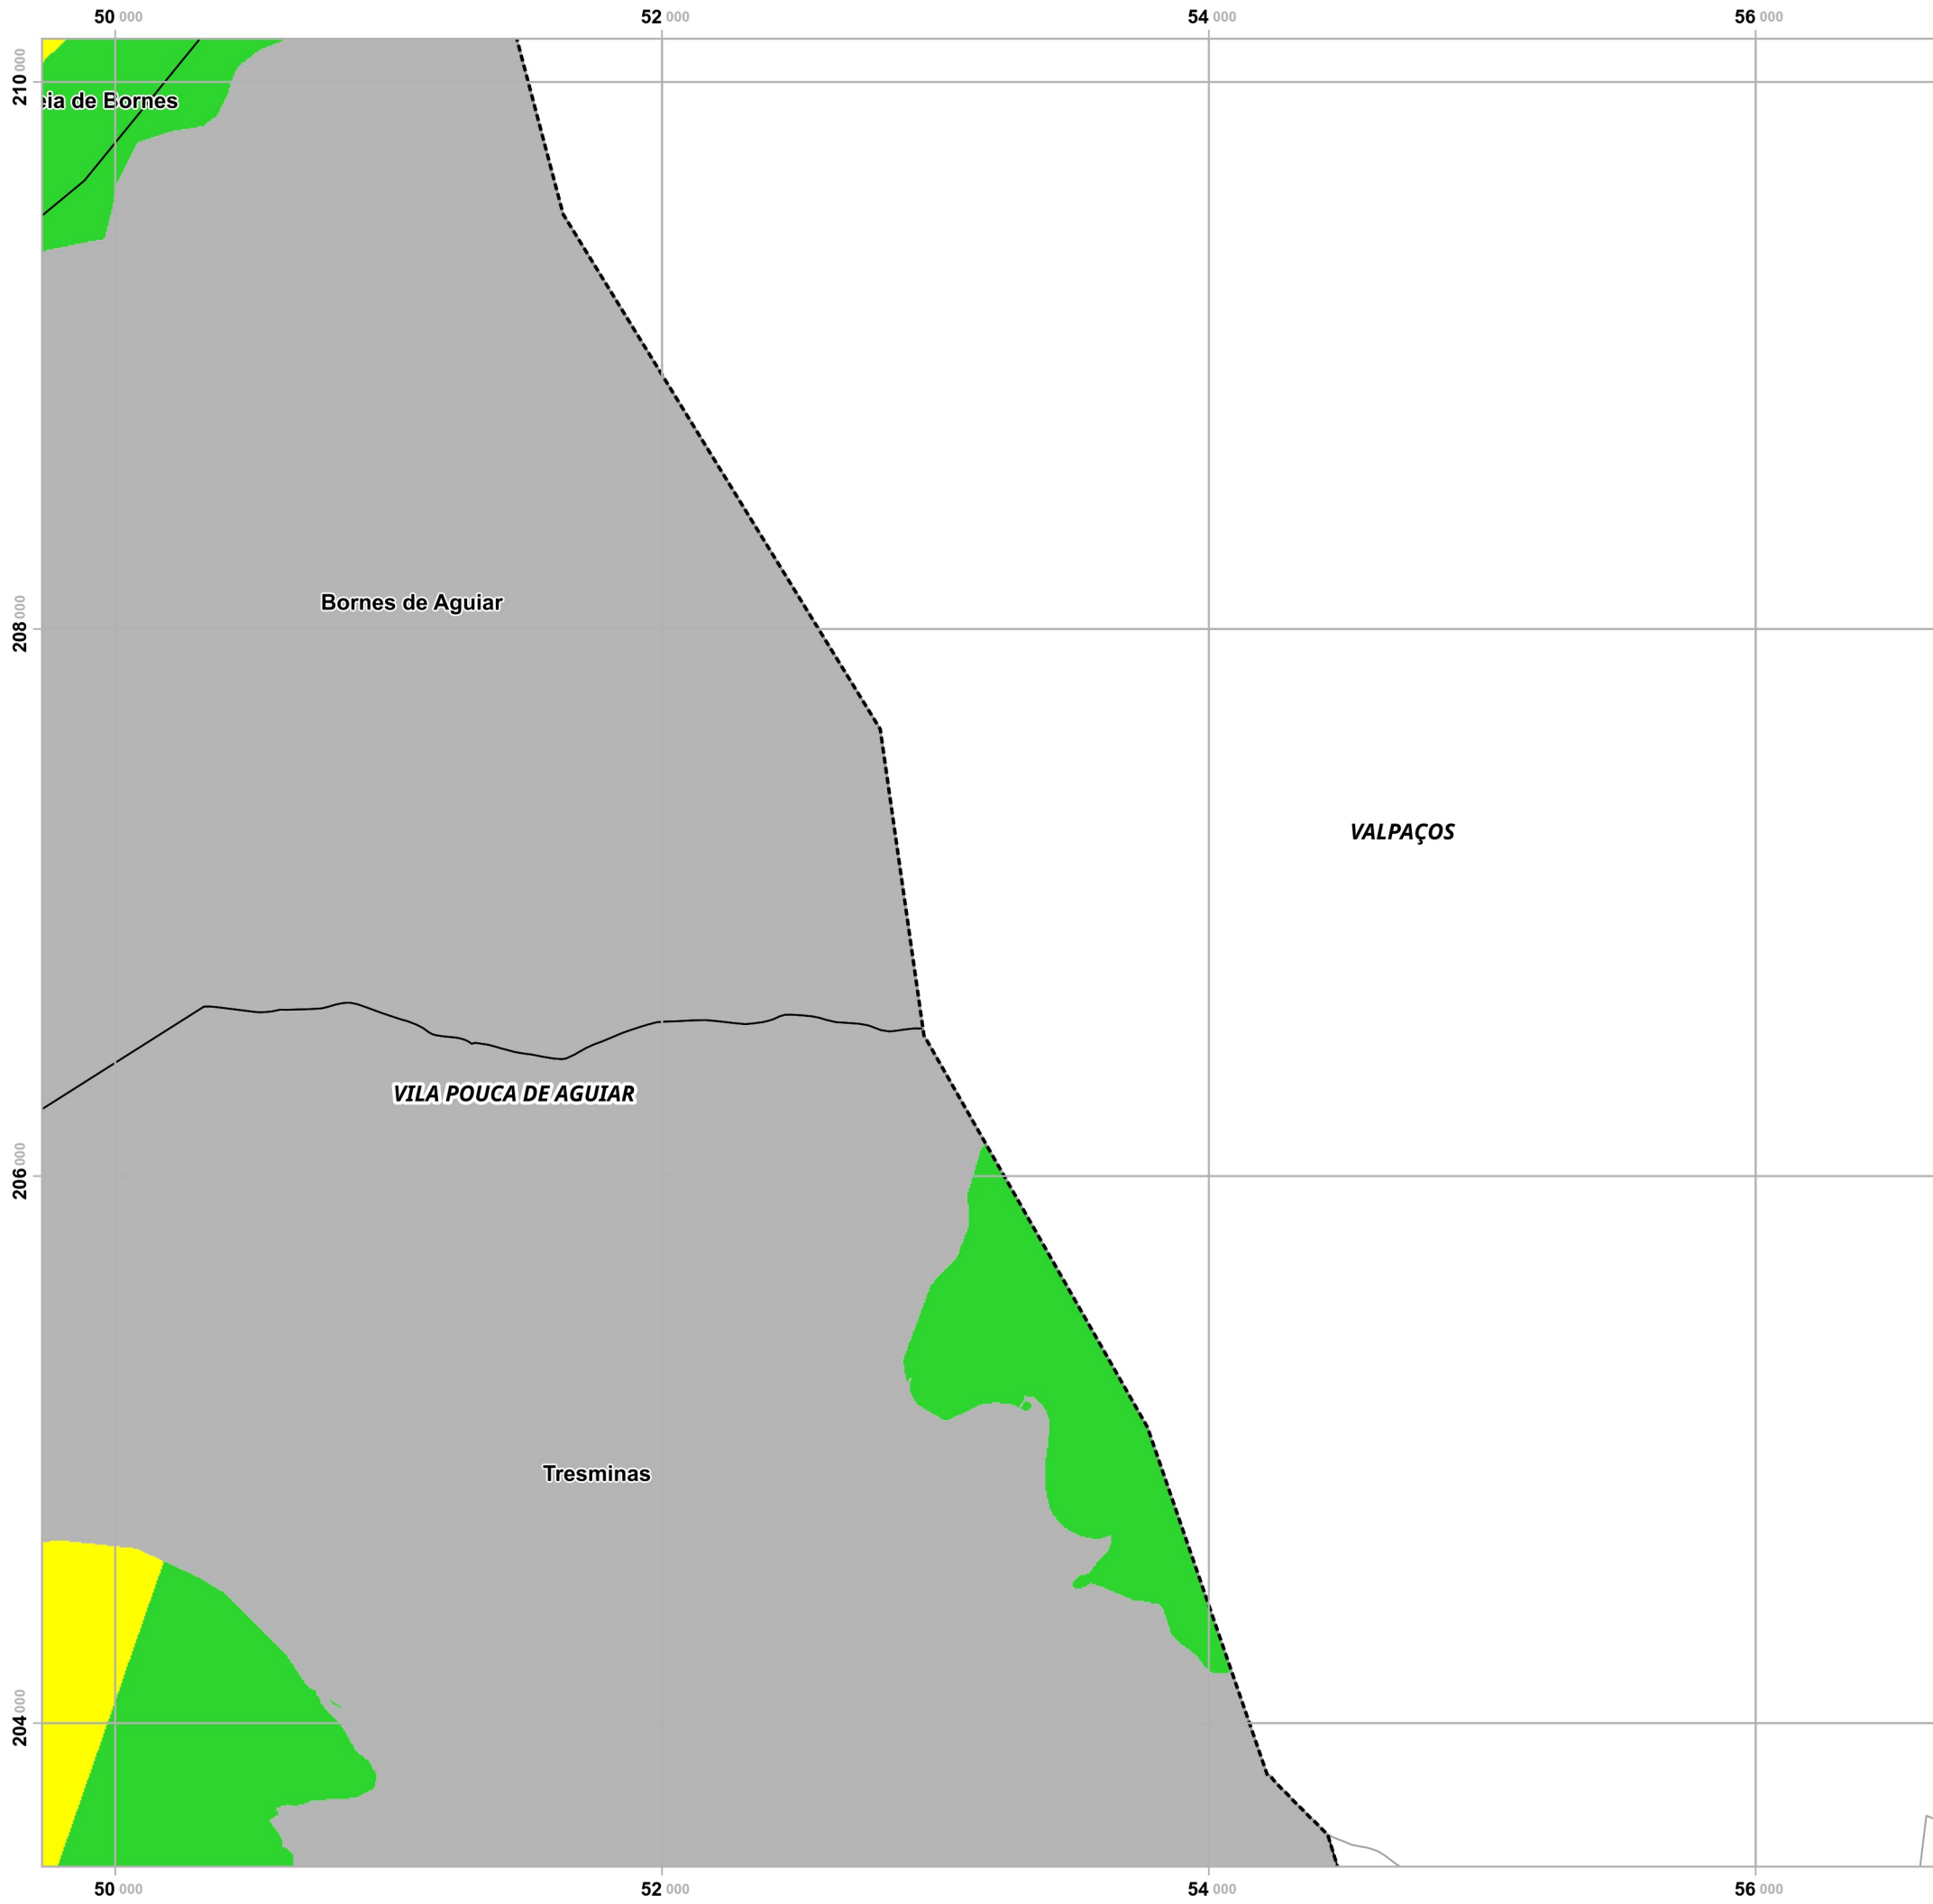 50 000 52 000 54 000 56 000
210 000
eia de Bornes
Bornes de Aguiar
208 000
VALPAÇOS
VILA POUCA DE AGUIAR
206 000
Tresminas
204 000
50 000 52 000 54 000 56 000